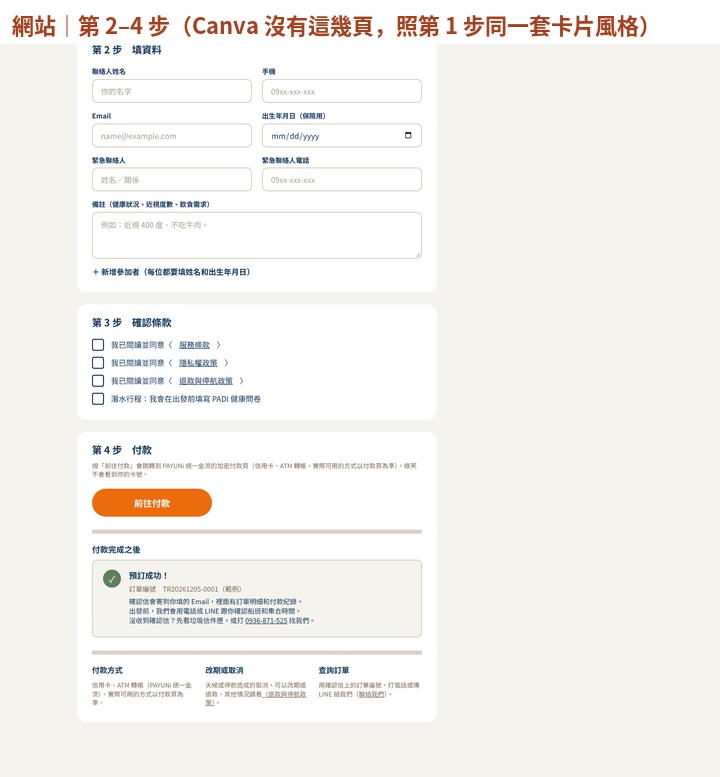 網站｜第 2–4 步（Canva 沒有這幾頁，照第 1 步同一套卡片風格）
第 2 步　填資料
聯絡人姓名
手機
你的名字
09xx-xxx-xxx
Email
出生年月日（保險用）
name@example.com
mm/dd/yyyy
緊急聯絡人
緊急聯絡人電話
姓名／關係
09xx-xxx-xxx
備註（健康狀況、近視度數、飲食需求）
例如：近視 400 度、不吃牛肉。
＋ 新增參加者（每位都要填姓名和出生年月日）
第 3 步　確認條款
我已閱讀並同意〈 服務條款 〉
我已閱讀並同意〈 隱私權政策 〉
我已閱讀並同意〈 退款與停航政策 〉
潛水行程：我會在出發前填寫 PADI 健康問卷
第 4 步　付款
按「前往付款」會跳轉到 PAYUNi 統一金流的加密付款頁（信用卡、ATM 轉帳，實際可用的方式以付款頁為準）。綠笑
不會看到你的卡號。
前往付款
付款完成之後
✓
預訂成功！
訂單編號　TR20261205-0001（範例）
確認信會寄到你填的 Email，裡面有訂單明細和付款紀錄。
出發前，我們會用電話或 LINE 跟你確認船班和集合時間。
沒收到確認信？先看垃圾信件匣，或打 0936-871-525 找我們。
付款方式
信用卡、ATM 轉帳（PAYUNi 統一金
流）。實際可用的方式以付款頁為
準。
改期或取消
天候或停航造成的取消，可以改期或
退款。其他情況請看〈退款與停航政
策〉。
查詢訂單
用確認信上的訂單編號，打電話或傳
LINE 給我們（聯絡我們）。